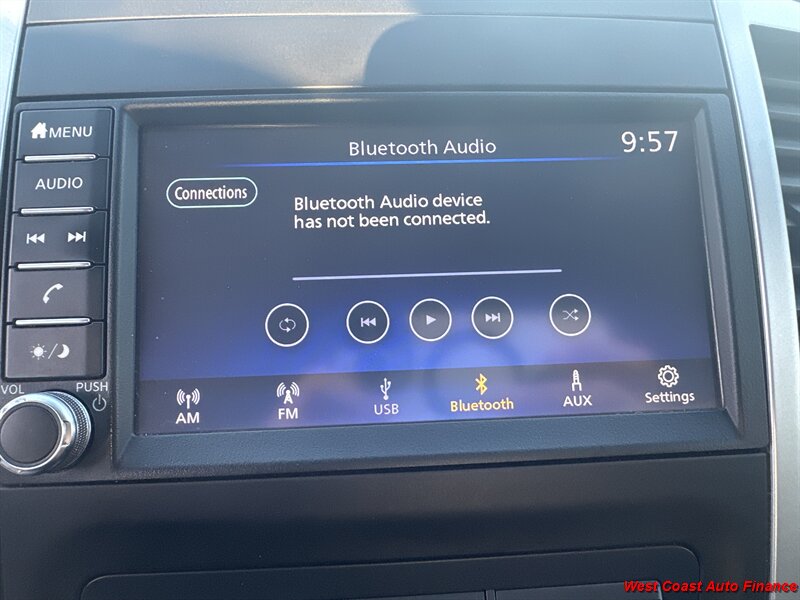 MENU
AUDIO
VOL
PUSH
Bluetooth Audio
9:57
Connections
Bluetooth Audio device
has not been connected.
AM
FM
USB
Bluetooth
AUX
Settings
West Coast Auto Finance